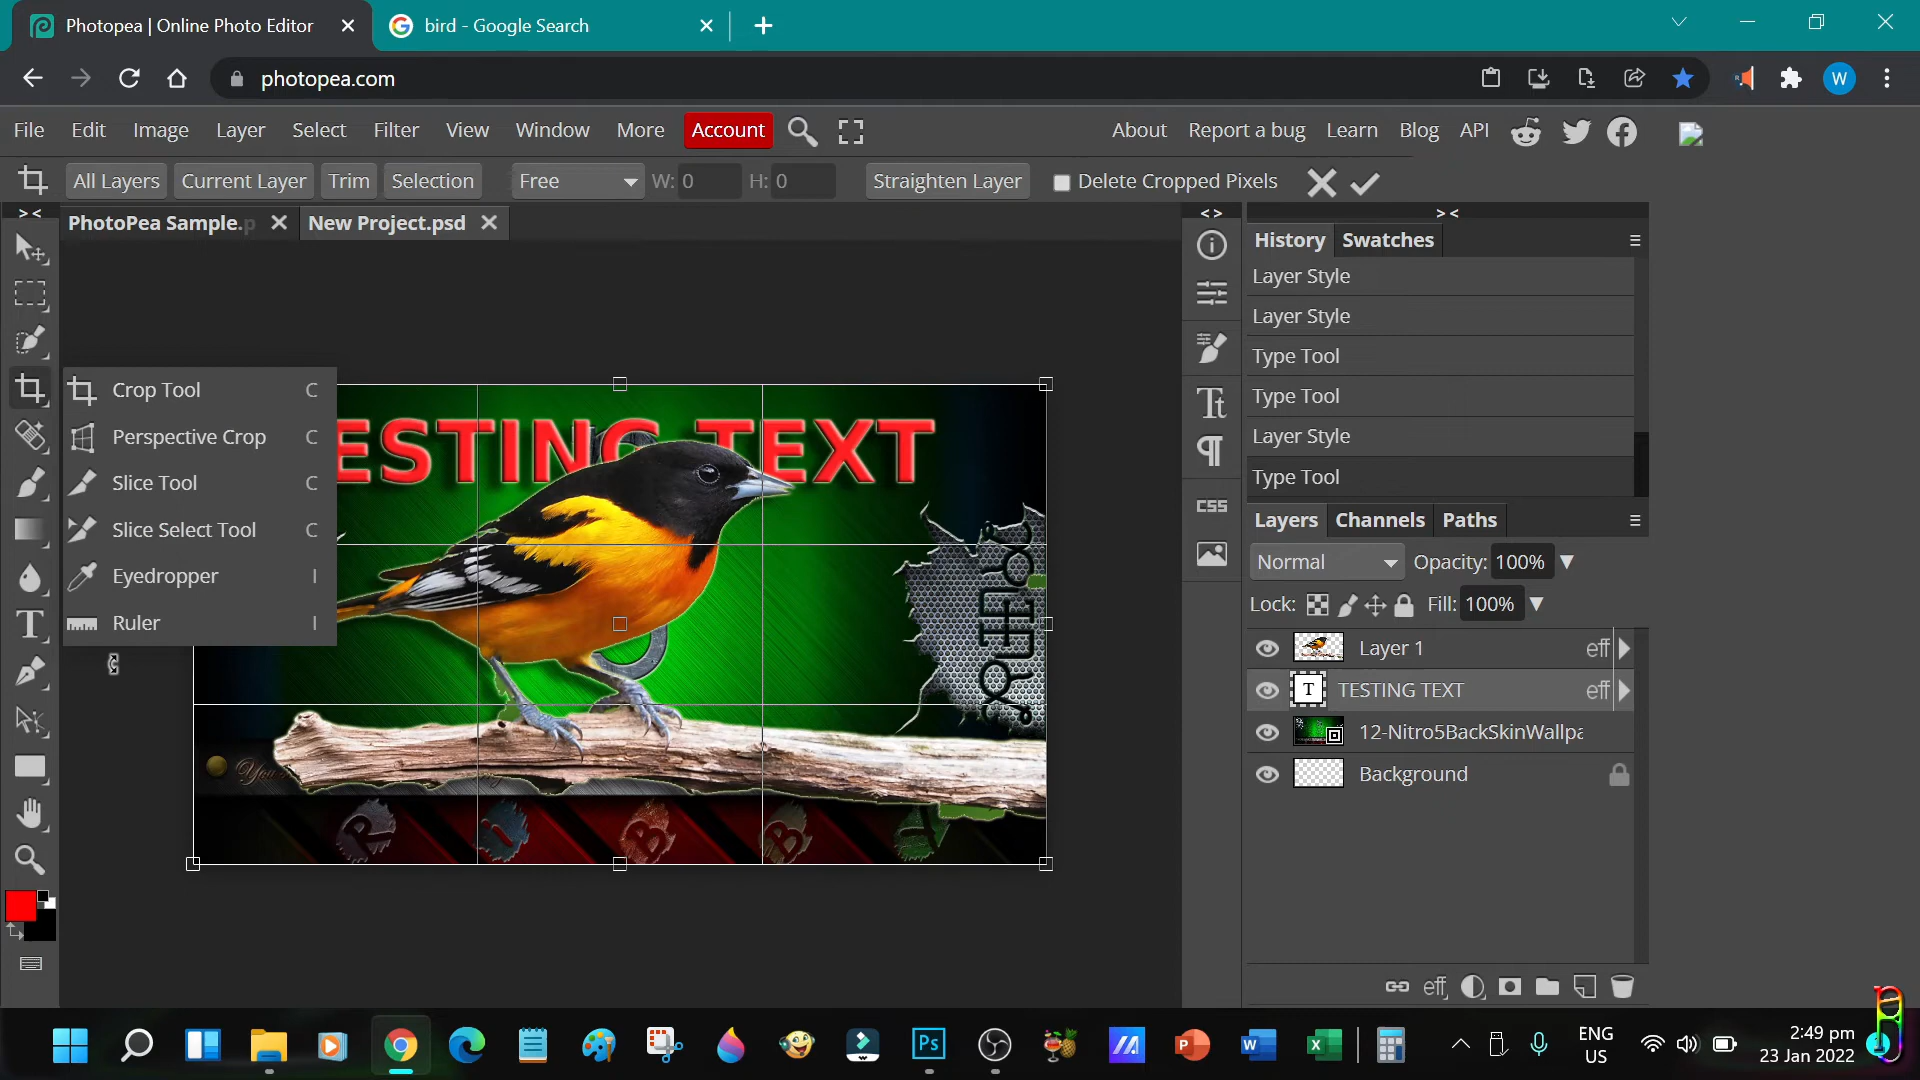 Photopea | Online Photo Editor
bird - Google Search
photopea.com
W
File Edit Image Layer Select Filter View Window More Account
About Report a bug Learn Blog API
All Layers Current Layer Trim Selection Free W: 0 H: 0 Straighten Layer Delete Cropped Pixels
PhotoPea Sample.p New Project.psd
History Swatches
Layer Style
Layer Style
Type Tool
Type Tool
Layer Style
Type Tool
Crop Tool C
Perspective Crop C
Slice Tool C
Slice Select Tool C
Eyedropper I
Ruler I
ESTING TEXT
CSS
Layers Channels Paths
Normal Opacity: 100%
Lock: Fill: 100%
Layer 1 eff
T TESTING TEXT eff
12-Nitro5BackSkinWallpa
Background
R I B B
eff
Ps
ENG
US
2:49 pm
23 Jan 2022